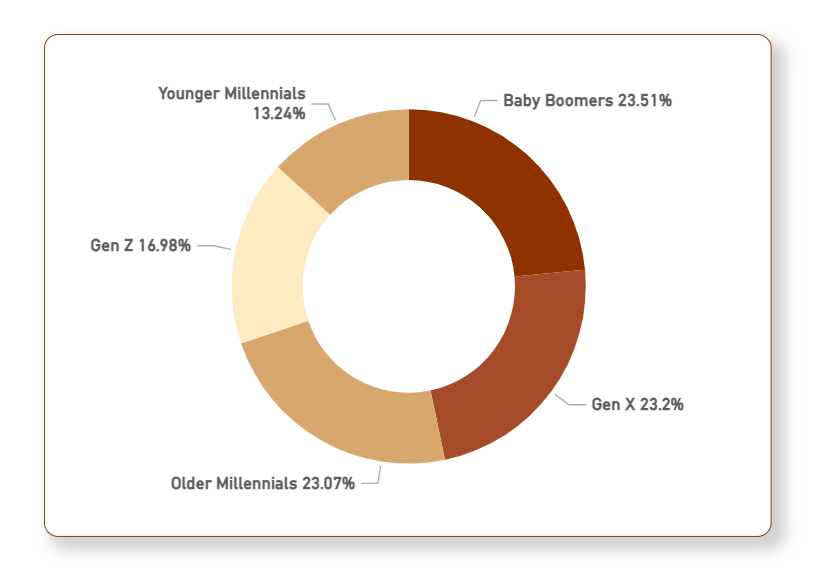 Younger Millennials
13.24%
Baby Boomers 23.51%
Gen Z 16.98%
Gen X 23.2%
Older Millennials 23.07%